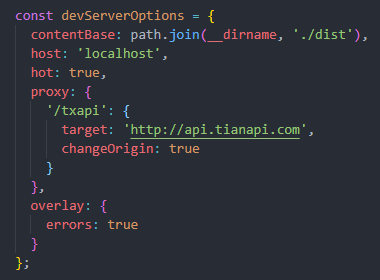 const devServerOptions = {
  contentBase: path.join(__dirname, './dist'),
  host: 'localhost',
  hot: true,
  proxy: {
    '/txapi': {
      target: 'http://api.tianapi.com',
      changeOrigin: true
    }
  },
  overlay: {
    errors: true
  }
};